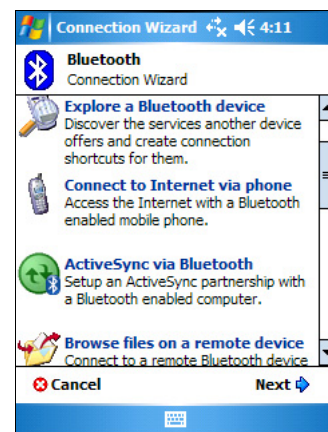 Connection Wizard 4:11
Bluetooth
Connection Wizard
Explore a Bluetooth device
Discover the services another device
offers and create connection
shortcuts for them.
Connect to Internet via phone
Access the Internet with a Bluetooth
enabled mobile phone.
ActiveSync via Bluetooth
Setup an ActiveSync partnership with
a Bluetooth enabled computer.
Browse files on a remote device
Connect to a remote Bluetooth device
Cancel Next